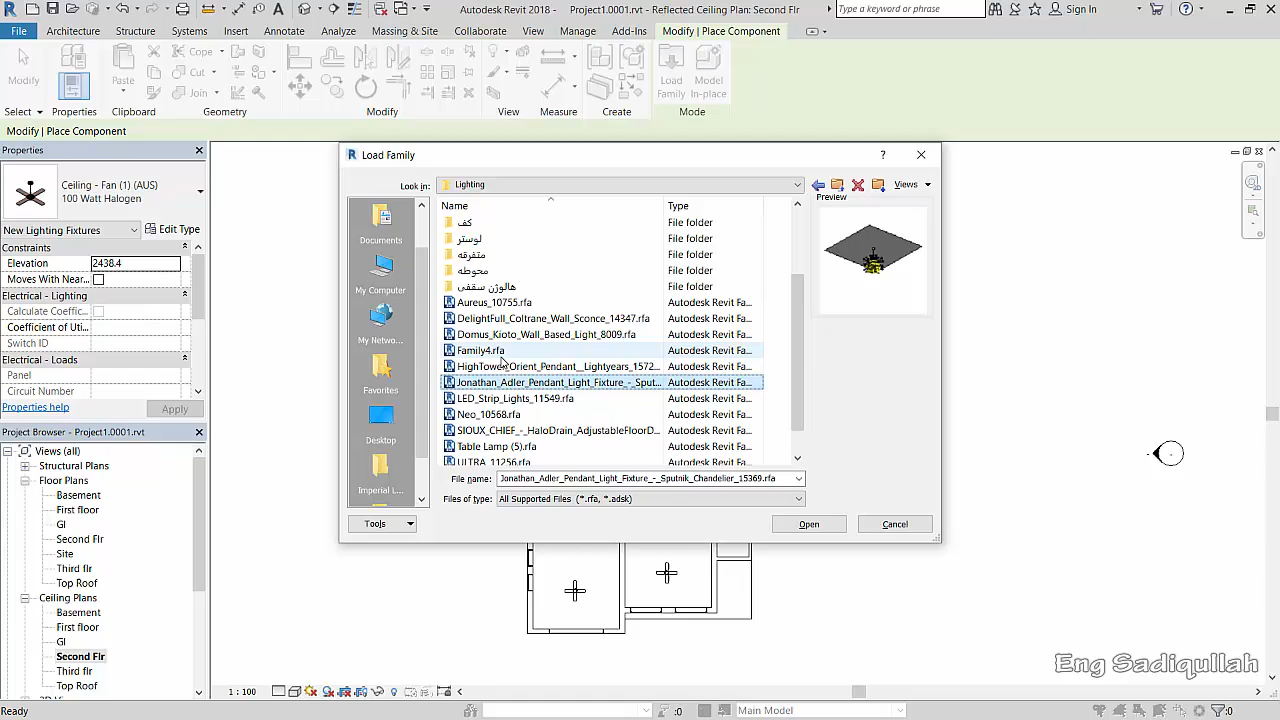 Autodesk Revit 2018 - Project1.0001.rvt - Reflected Ceiling Plan: Second Flr
Type a keyword or phrase
Sign In
File Architecture Structure Systems Insert Annotate Analyze Massing & Site Collaborate View Manage Add-Ins Modify | Place Component
Modify
Paste
Cope
Cut
Join
Load Family
Model In-place
Select Properties Clipboard Geometry Modify View Measure Create Mode
Modify | Place Component
Properties
Ceiling - Fan (1) (AUS)
100 Watt Halogen
New Lighting Fixtures
Edit Type
Constraints
Elevation 2438.4
Moves With Near...
Electrical - Lighting
Calculate Coeffic...
Coefficient of Uti...
Switch ID
Electrical - Loads
Panel
Circuit Number
Properties help
Apply
Project Browser - Project1.0001.rvt
Views (all)
Structural Plans
Floor Plans
Basement
First floor
Gl
Second Flr
Site
Third flr
Top Roof
Ceiling Plans
Basement
First floor
Gl
Second Flr
Third flr
Top Roof
Load Family
Look in: Lighting
Views
Documents
My Computer
My Netwo...
Favorites
Desktop
Imperial L...
Name Type
کف File folder
لوستر File folder
متفرقه File folder
محوطه File folder
هالوژن سقفی File folder
Aureus_10755.rfa Autodesk Revit Fa...
DelightFull_Coltrane_Wall_Sconce_14347.rfa Autodesk Revit Fa...
Domus_Kioto_Wall_Based_Light_8009.rfa Autodesk Revit Fa...
Family4.rfa Autodesk Revit Fa...
HighTower_Orient_Pendant__Lightyears_1572... Autodesk Revit Fa...
Jonathan_Adler_Pendant_Light_Fixture_-_Sput... Autodesk Revit Fa...
LED_Strip_Lights_11549.rfa Autodesk Revit Fa...
Neo_10568.rfa Autodesk Revit Fa...
SIOUX_CHIEF_-_HaloDrain_AdjustableFloorD... Autodesk Revit Fa...
Table Lamp (5).rfa Autodesk Revit Fa...
ULTRA_11256.rfa Autodesk Revit Fa...
Preview
File name: Jonathan_Adler_Pendant_Light_Fixture_-_Sputnik_Chandelier_15369.rfa
Files of type: All Supported Files (*.rfa, *.adsk)
Tools
Open
Cancel
Eng Sadiqullah
1 : 100
Ready
:0
Main Model
:0